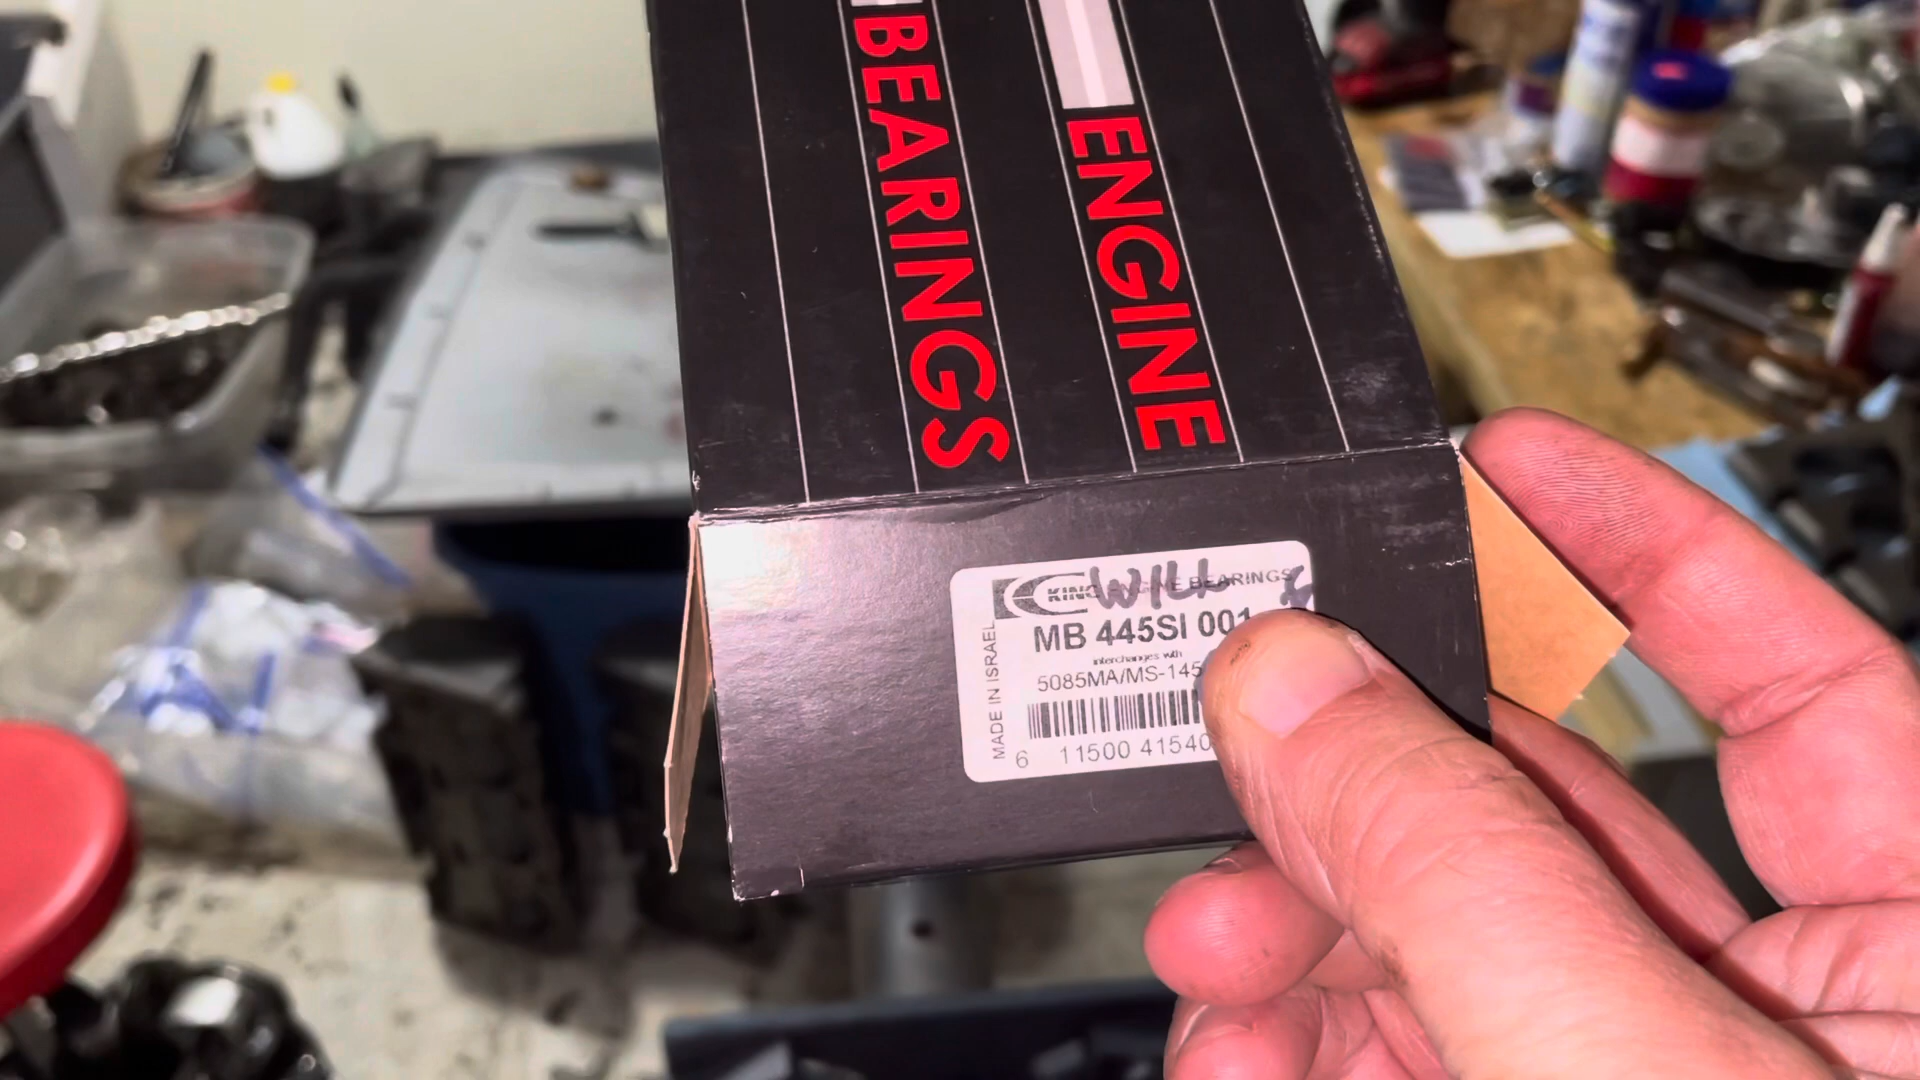 ENGINE
BEARINGS
KING ENGINE BEARINGS
WILL
MB 445SI 001
interchanges with
5085MA/MS-145
6 11500 41540
MADE IN ISRAEL